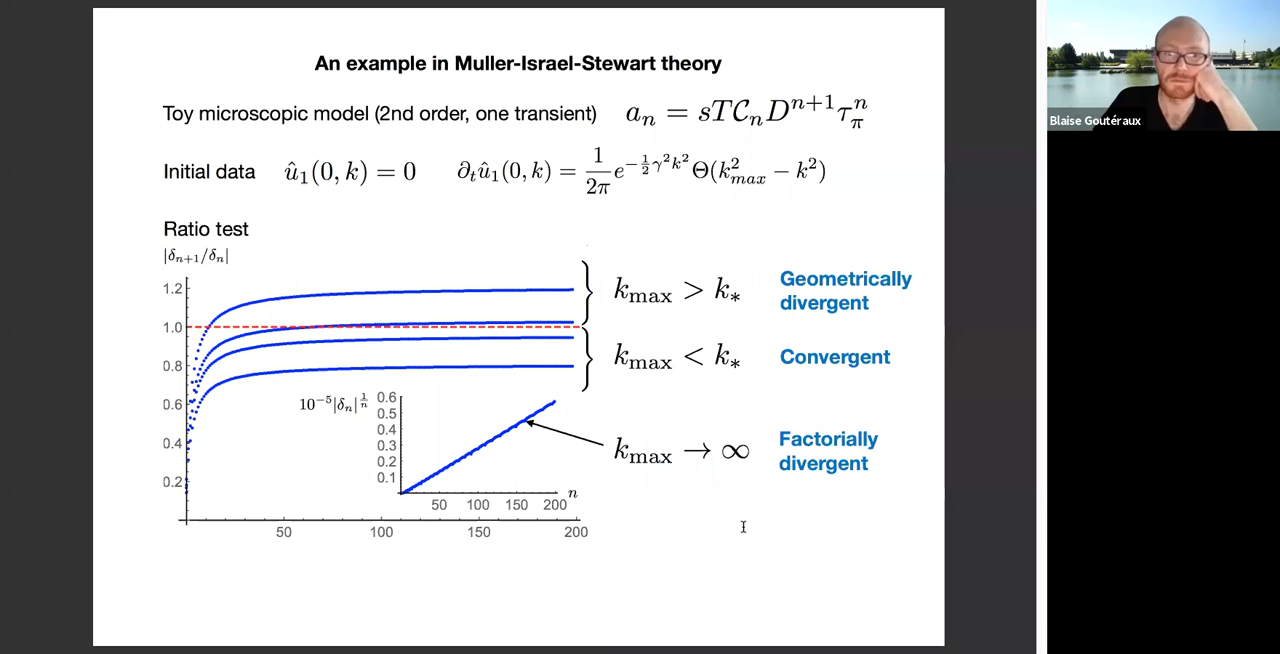 An example in Muller-Israel-Stewart theory
Toy microscopic model (2nd order, one transient) $a_n = sT\mathcal{C}_n D^{n+1}\tau_\pi^n$
Initial data $\hat{u}_1(0,k) = 0$ $\partial_t \hat{u}_1(0,k) = \frac{1}{2\pi} e^{-\frac{1}{2}\gamma^2 k^2} \Theta(k_{max}^2 - k^2)$
Ratio test
$|\delta_{n+1}/\delta_n|$
1.2
1.0
0.8
0.6
0.4
0.2
50 100 150 200
$k_{\max} > k_*$ Geometrically
divergent
$k_{\max} < k_*$ Convergent
$10^{-5}|\delta_n|^{\frac{1}{n}}$
0.6
0.5
0.4
0.3
0.2
0.1
50 100 150 200 n
$k_{\max} \to \infty$ Factorially
divergent
Blaise Goutéraux